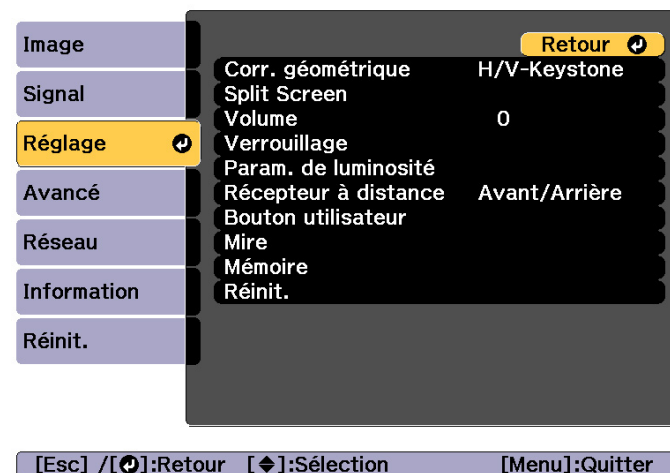 Image
Signal
Réglage
Avancé
Réseau
Information
Réinit.
Retour
Corr. géométrique H/V-Keystone
Split Screen
Volume 0
Verrouillage
Param. de luminosité
Récepteur à distance Avant/Arrière
Bouton utilisateur
Mire
Mémoire
Réinit.
[Esc] /[⏎]:Retour [◆]:Sélection [Menu]:Quitter